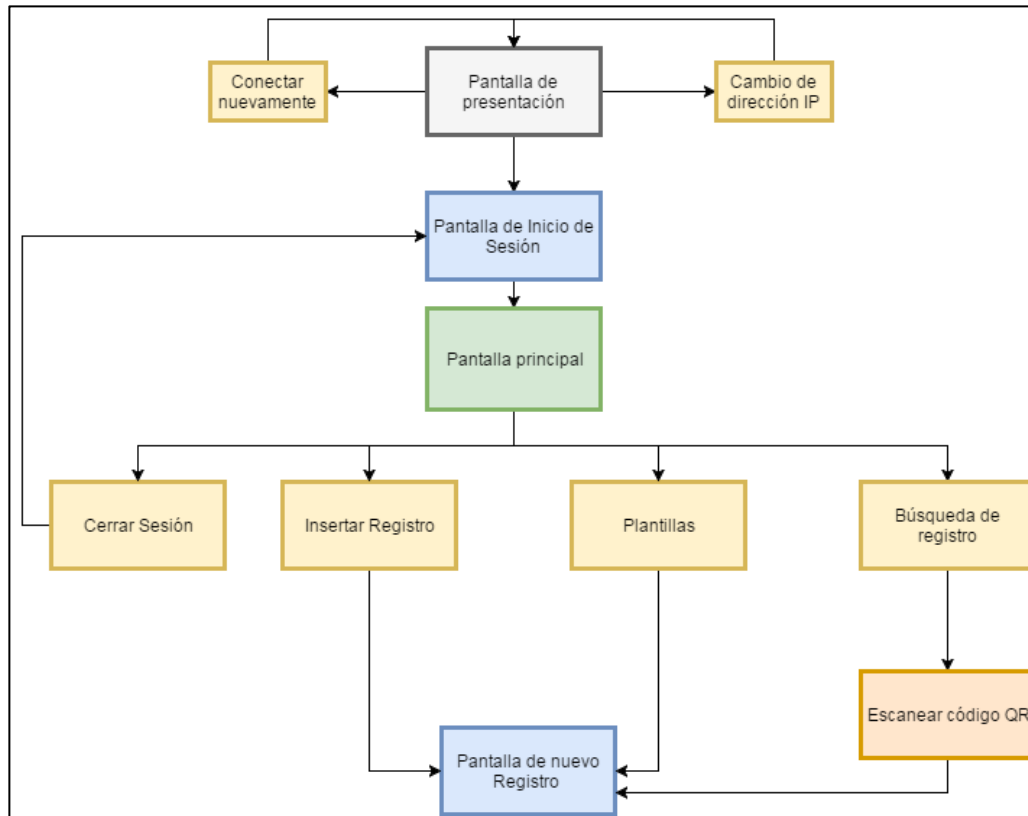 Conectar
nuevamente
Pantalla de
presentación
Cambio de
dirección IP
Pantalla de Inicio de
Sesión
Pantalla principal
Cerrar Sesión
Insertar Registro
Plantillas
Búsqueda de
registro
Escanear código QR
Pantalla de nuevo
Registro